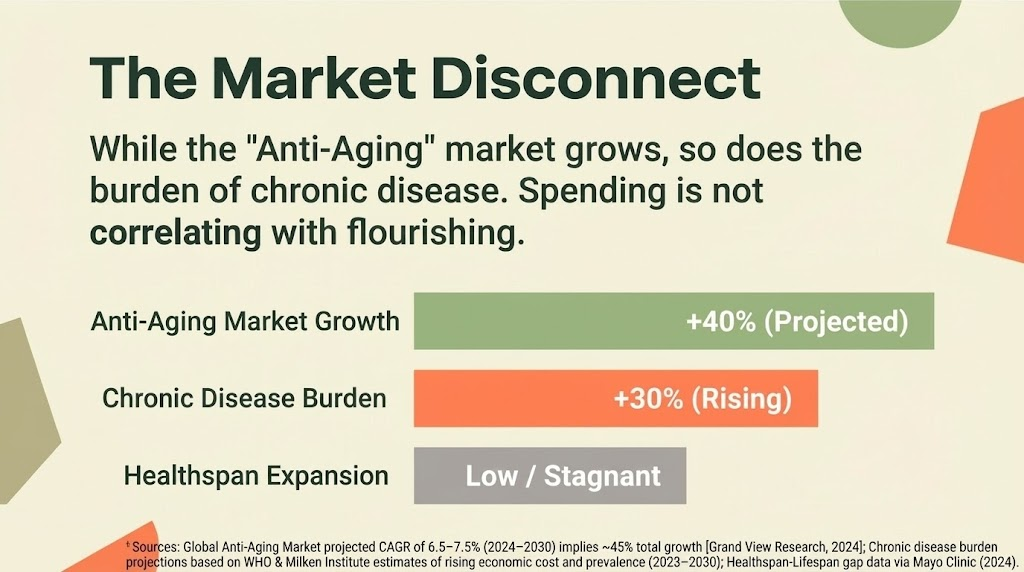 The Market Disconnect
While the "Anti-Aging" market grows, so does the
burden of chronic disease. Spending is not
correlating with flourishing.
Anti-Aging Market Growth
+40% (Projected)
Chronic Disease Burden
+30% (Rising)
Healthspan Expansion
Low / Stagnant
† Sources: Global Anti-Aging Market projected CAGR of 6.5–7.5% (2024–2030) implies ~45% total growth [Grand View Research, 2024]; Chronic disease burden
projections based on WHO & Milken Institute estimates of rising economic cost and prevalence (2023–2030); Healthspan-Lifespan gap data via Mayo Clinic (2024).